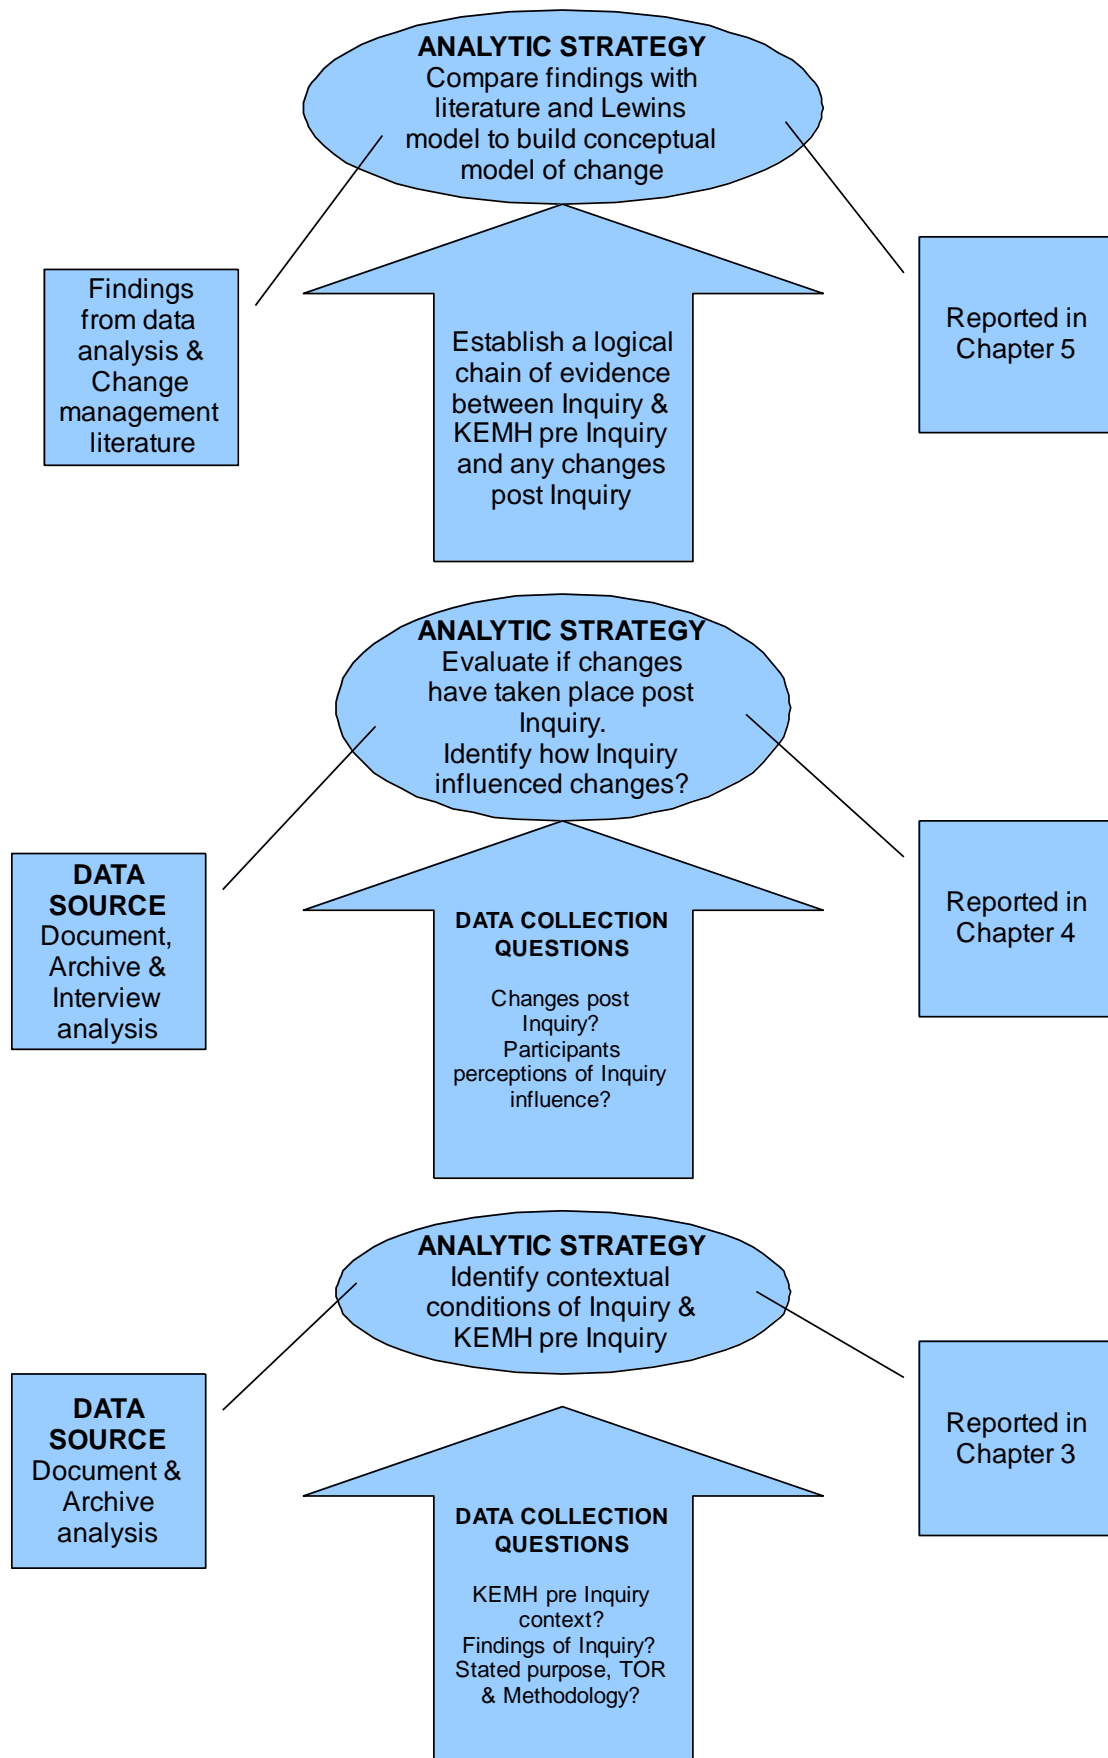 ANALYTIC STRATEGY
Compare findings with
literature and Lewins
model to build conceptual
model of change
Findings
from data
analysis &
Change
management
literature
Establish a logical
chain of evidence
between Inquiry &
KEMH pre Inquiry
and any changes
post Inquiry
Reported in
Chapter 5
ANALYTIC STRATEGY
Evaluate if changes
have taken place post
Inquiry.
Identify how Inquiry
influenced changes?
DATA
SOURCE
Document,
Archive &
Interview
analysis
DATA COLLECTION
QUESTIONS
Changes post
Inquiry?
Participants
perceptions of Inquiry
influence?
Reported in
Chapter 4
ANALYTIC STRATEGY
Identify contextual
conditions of Inquiry &
KEMH pre Inquiry
DATA
SOURCE
Document &
Archive
analysis
DATA COLLECTION
QUESTIONS
KEMH pre Inquiry
context?
Findings of Inquiry?
Stated purpose, TOR
& Methodology?
Reported in
Chapter 3